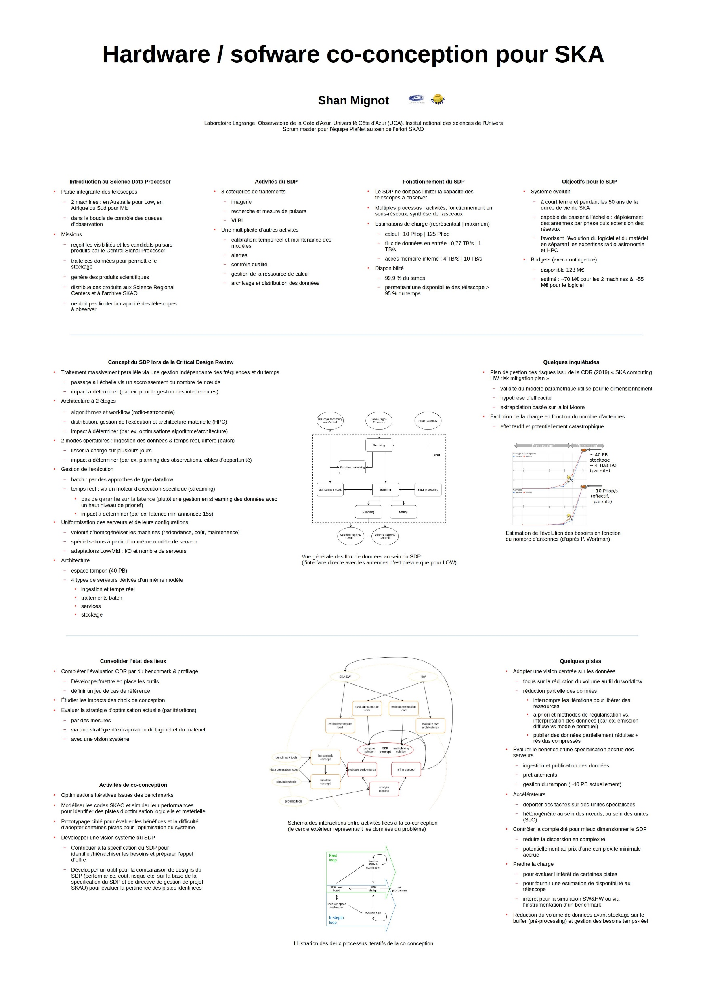 Hardware / sofware co-conception pour SKA
Shan Mignot
LAGRANGE
PLANET
Laboratoire Lagrange, Observatoire de la Cote d'Azur, Université Côte d'Azur (UCA), Institut national des sciences de l'Univers
Scrum master pour l'équipe PlaNet au sein de l'effort SKAO
Introduction au Science Data Processor
• Partie intégrante des télescopes
– 2 machines : en Australie pour Low, en
Afrique du Sud pour Mid
– dans la boucle de contrôle des queues
d'observation
• Missions
– reçoit les visibilités et les candidats pulsars
produits par le Central Signal Processor
– traite ces données pour permettre le
stockage
– génère des produits scientifiques
– distribue ces produits aux Science Regional
Centers et à l'archive SKAO
– ne doit pas limiter la capacité des télescopes
à observer
Activités du SDP
• 3 catégories de traitements
– imagerie
– recherche et mesure de pulsars
– VLBI
• Une multiplicité d'autres activités
– calibration: temps réel et maintenance des
modèles
– alertes
– contrôle qualité
– gestion de la ressource de calcul
– archivage et distribution des données
Fonctionnement du SDP
• Le SDP ne doit pas limiter la capacité des
télescopes à observer
• Multiples processus : activités, fonctionnement en
sous-réseaux, synthèse de faisceaux
• Estimations de charge (représentatif | maximum)
– calcul : 10 Pflop | 125 Pflop
– flux de données en entrée : 0,77 TB/s | 1
TB/s
– accès mémoire interne : 4 TB/S | 10 TB/s
• Disponibilité
– 99,9 % du temps
– permettant une disponibilité des télescope >
95 % du temps
Objectifs pour le SDP
• Système évolutif
– à court terme et pendant les 50 ans de la
durée de vie de SKA
– capable de passer à l'échelle : déploiement
des antennes par phase puis extension des
réseaux
– favorisant l'évolution du logiciel et du matériel
en séparant les expertises radio-astronomie
et HPC
• Budgets (avec contingence)
– disponible 128 M€
– estimé : ~70 M€ pour les 2 machines & ~55
M€ pour le logiciel
Concept du SDP lors de la Critical Design Review
• Traitement massivement parallèle via une gestion indépendante des fréquences et du temps
– passage à l'échelle via un accroissement du nombre de nœuds
– impact à déterminer (par ex. pour la gestion des interférences)
• Architecture à 2 étages
– algorithmes et workflow (radio-astronomie)
– distribution, gestion de l'exécution et architecture matérielle (HPC)
– impact à déterminer (par ex. optimisations algorithme/architecture)
• 2 modes opératoires : ingestion des données & temps réel, différé (batch)
– lisser la charge sur plusieurs jours
– impact à déterminer (par ex. planning des observations, cibles d'opportunité)
• Gestion de l'exécution
– batch : par des approches de type dataflow
– temps réel : via un moteur d'exécution spécifique (streaming)
• pas de garantie sur la latence (plutôt une gestion en streaming des données avec
un haut niveau de priorité)
• impact à déterminer (par ex. latence min annoncée 15s)
• Uniformisation des serveurs et de leurs configurations
– volonté d'homogénéiser les machines (redondance, coût, maintenance)
– spécialisations à partir d'un même modèle de serveur
– adaptations Low/Mid : I/O et nombre de serveurs
• Architecture
– espace tampon (40 PB)
– 4 types de serveurs dérivés d'un même modèle
• ingestion et temps réel
• traitements batch
• services
• stockage
Telescope Monitoring
and Control
Central Signal
Processor
Array Assembly
Receiving
SDP
Real-time processing
Maintaining models
Buffering
Batch processing
Delivering
Storing
Science Regional
Center 1
...
Science Regional
Center N
Vue générale des flux de données au sein du SDP
(l'interface directe avec les antennes n'est prévue que pour LOW)
Quelques inquiétudes
• Plan de gestion des risques issu de la CDR (2019) « SKA computing
HW risk mitigation plan »
– validité du modèle paramétrique utilisé pour le dimensionnement
– hypothèse d'efficacité
– extrapolation basée sur la loi Moore
• Évolution de la charge en fonction du nombre d'antennes
– effet tardif et potentiellement catastrophique
"Preparation"
"Reckoning"
Storage I/O + Capacity
~ 40 PB
stockage
~ 4 TB/s I/O
(par site)
Compute
~ 10 Pflop/s
(effectif,
par site)
Estimation de l'évolution des besoins en fonction
du nombre d'antennes (d'après P. Wortman)
Consolider l'état des lieux
• Compléter l'évaluation CDR par du benchmark & profilage
– Développer/mettre en place les outils
– définir un jeu de cas de référence
• Étudier les impacts des choix de conception
• Evaluer la stratégie d'optimisation actuelle (par itérations)
– par des mesures
– via une stratégie d'extrapolation du logiciel et du matériel
– avec une vision système
Activités de co-conception
• Optimisations itératives issues des benchmarks
• Modéliser les codes SKAO et simuler leur performances
pour identifier des pistes d'optimisation logicielle et matérielle
• Prototypage ciblé pour évaluer les bénéfices et la difficulté
d'adopter certaines pistes pour l'optimisation du système
• Développer une vision système du SDP
– Contribuer à la spécification du SDP pour
identifier/hiérarchiser les besoins et préparer l'appel
d'offre
– Développer un outil pour la comparaison de designs du
SDP (performance, coût, risque etc. sur la base de la
spécification du SDP et de directive de gestion de projet
SKAO) pour évaluer la pertinence des pistes identifiées
SKA SW
HW
evaluate compute
units
estimate execution
load
estimate compute
load
evaluate HW
architectures
compute
solution
SDP
concept
multiplexing
solution
benchmark tools
benchmark
concept
data generation tools
evaluate performance
refine concept
simulation tools
simulate
concept
analyse
concept
profiling tools
Schéma des intéractions entre activités liées à la co-conception
(le cercle extérieur représentant les données du problème)
Fast
loop
Iterative
SW/HW
optimisation
SDP ment
board
SDP
design
AA
procurement
Codesign space
exploration
SW/HW R&D
In-depth
loop
Illustration des deux processus itératifs de la co-conception
Quelques pistes
• Adopter une vision centrée sur les données
– focus sur la réduction du volume au fil du workflow
– réduction partielle des données
• interrompre les itérations pour libérer des
ressources
• a priori et méthodes de régularisation vs.
interprétation des données (par ex. emission
diffuse vs modèle ponctuel)
• publier des données partiellement réduites +
résidus compressés
• Évaluer le bénéfice d'une specialisation accrue des
serveurs
– ingestion et publication des données
– prétraitements
– gestion du tampon (~40 PB actuellement)
• Accélérateurs
– déporter des tâches sur des unités spécialisées
– hétérogénéité au sein des nœuds, au sein des unités
(SoC)
• Contrôler la complexité pour mieux dimensionner le SDP
– réduire la dispersion en complexité
– potentiellement au prix d'une complexité minimale
accrue
• Prédire la charge
– pour évaluer l'intérêt de certaines pistes
– pour fournir une estimation de disponibilité au
télescope
– intérêt pour la simulation SW&HW ou via
l'instrumentation d'un benchmark
• Réduction du volume de données avant stockage sur le
buffer (pré-processing) et gestion des besoins temps-réel